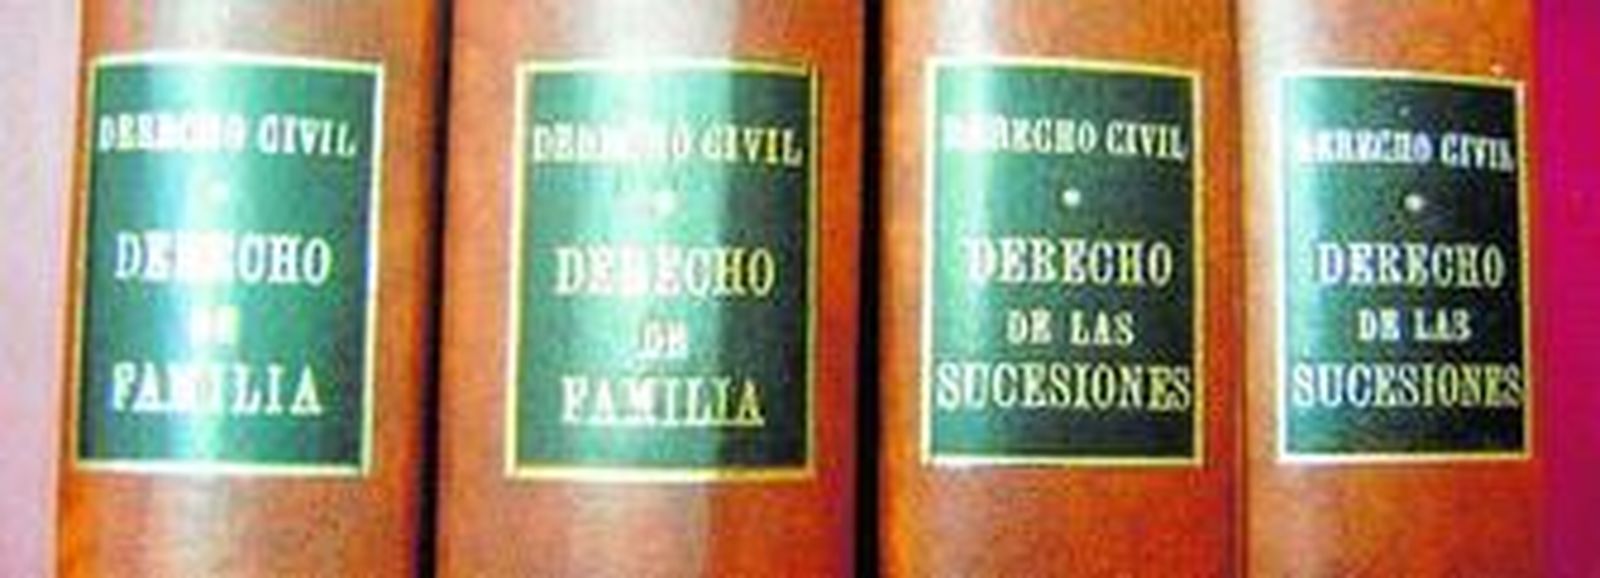 DERECHO CIVIL
DERECHO
DE
FAMILIA
DERECHO CIVIL
DERECHO
DE
FAMILIA
DERECHO CIVIL
DERECHO
DE LAS
SUCESIONES
DERECHO CIVIL
DERECHO
DE LAS
SUCESIONES